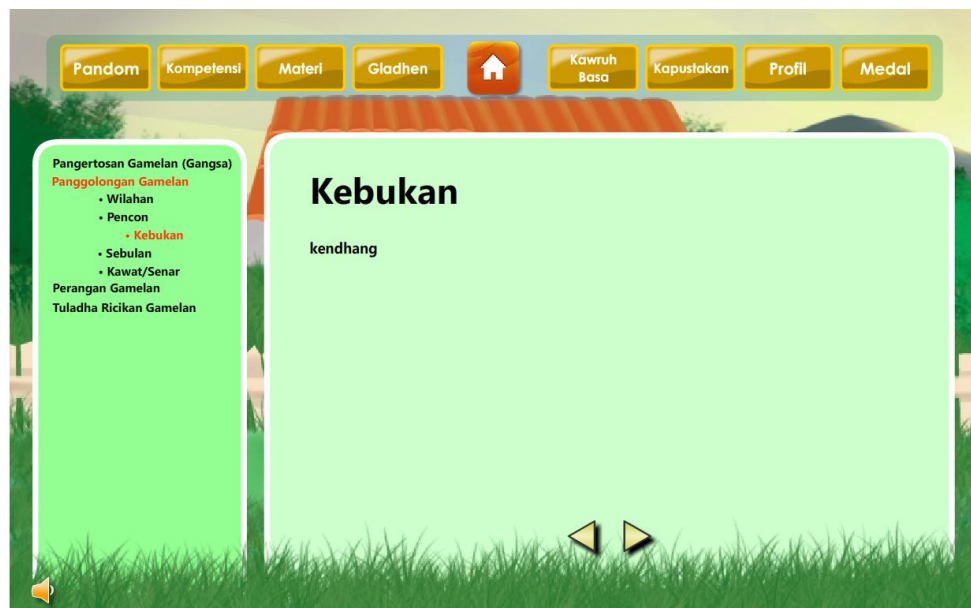 Pandom
Kompetensi
Materi
Gladhen
Kawruh
Basa
Kapustakan
Profil
Medal
Pangertosan Gamelan (Gangsa)
Panggolongan Gamelan
• Wilahan
• Pencon
• Kebukan
• Sebulan
• Kawat/Senar
Perangan Gamelan
Tuladha Ricikan Gamelan
Kebukan
kendhang